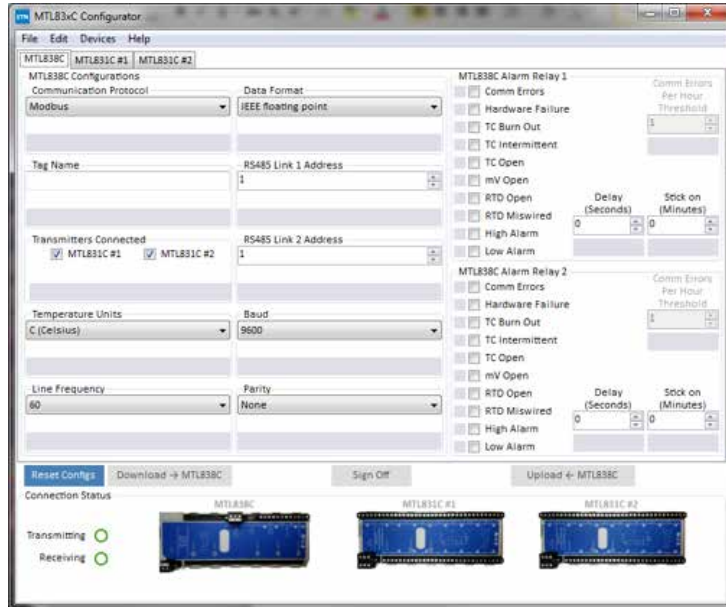 ETN MTL83xC Configurator
File Edit Devices Help
MTL838C MTL831C #1 MTL831C #2
MTL838C Configurations
Communication Protocol
Modbus
Data Format
IEEE floating point
Tag Name
RS485 Link 1 Address
1
Transmitters Connected
MTL831C #1 MTL831C #2
RS485 Link 2 Address
1
Temperature Units
C (Celsius)
Baud
9600
Line Frequency
60
Parity
None
MTL838C Alarm Relay 1
Comm Errors
Hardware Failure
TC Burn Out
TC Intermittent
TC Open
mV Open
RTD Open
RTD Miswired
High Alarm
Low Alarm
Comm Errors
Per Hour
Threshold
1
Delay
(Seconds)
0
Stick on
(Minutes)
0
MTL838C Alarm Relay 2
Comm Errors
Hardware Failure
TC Burn Out
TC Intermittent
TC Open
mV Open
RTD Open
RTD Miswired
High Alarm
Low Alarm
Comm Errors
Per Hour
Threshold
1
Delay
(Seconds)
0
Stick on
(Minutes)
0
Reset Configs Download → MTL838C Sign Off Upload ← MTL838C
Connection Status
Transmitting
Receiving
MTL838C MTL831C #1 MTL831C #2